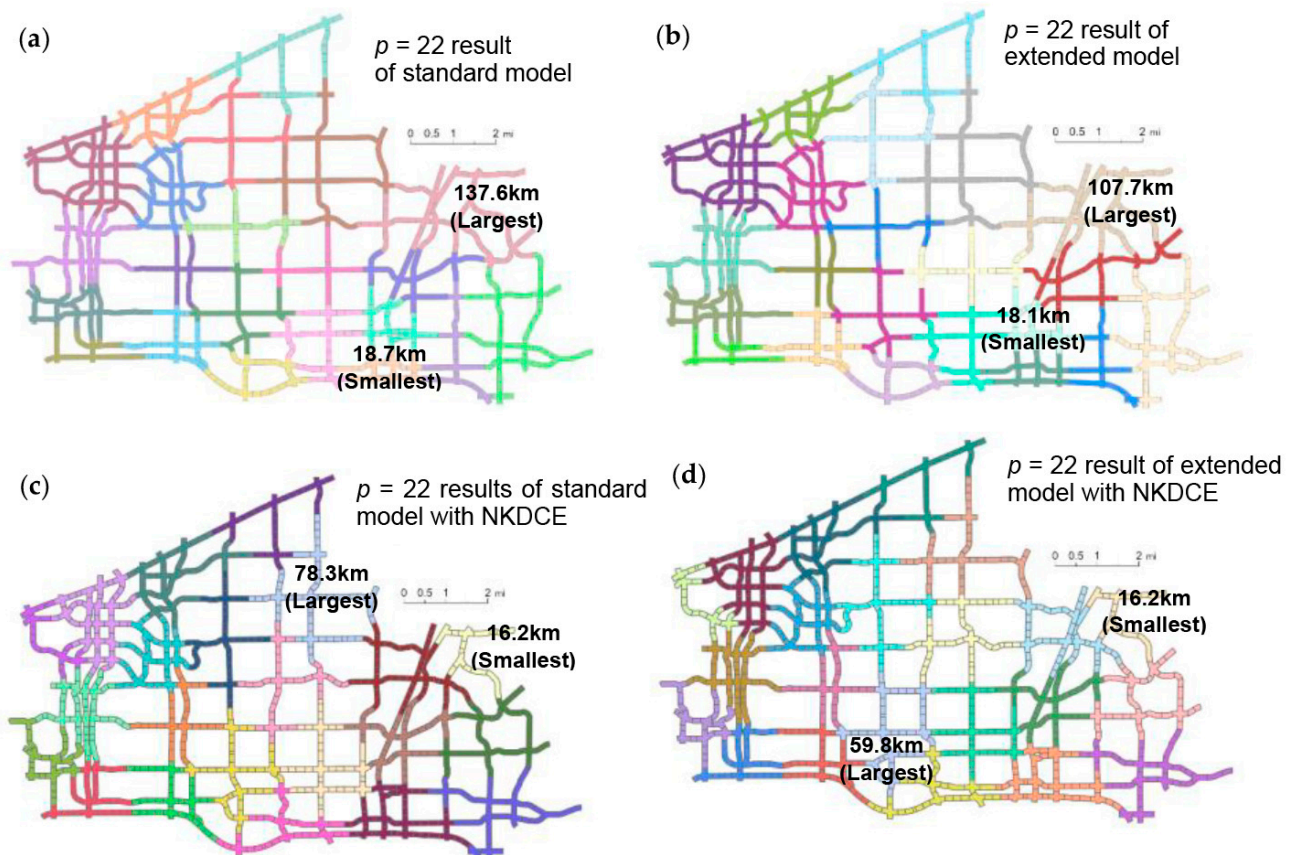 (a)
p = 22 result
of standard model
0 0.5 1 2 mi
137.6km
(Largest)
18.7km
(Smallest)
(b)
p = 22 result of
extended model
0 0.5 1 2 mi
107.7km
(Largest)
18.1km
(Smallest)
(c)
p = 22 results of standard
model with NKDCE
78.3km
(Largest)
0 0.5 1 2 mi
16.2km
(Smallest)
(d)
p = 22 result of extended
model with NKDCE
0 0.5 1 2 mi
16.2km
(Smallest)
59.8km
(Largest)